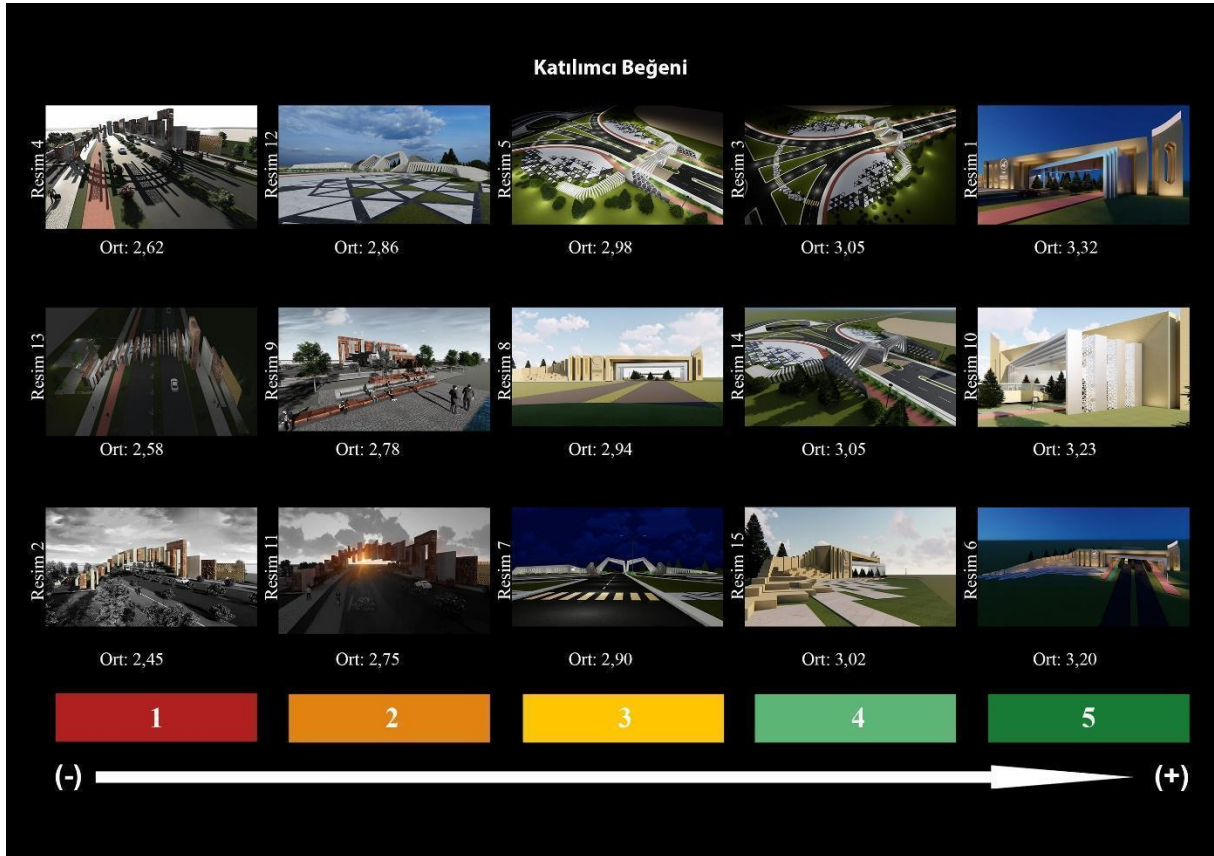 Katılımcı Beğeni
Resim 4
Resim 12
Resim 5
Resim 3
Resim 1
Ort: 2,62
Ort: 2,86
Ort: 2,98
Ort: 3,05
Ort: 3,32
Resim 13
Resim 9
Resim 8
Resim 14
Resim 10
Ort: 2,58
Ort: 2,78
Ort: 2,94
Ort: 3,05
Ort: 3,23
Resim 2
Resim 11
Resim 7
Resim 15
Resim 6
Ort: 2,45
Ort: 2,75
Ort: 2,90
Ort: 3,02
Ort: 3,20
1
2
3
4
5
(-)
(+)